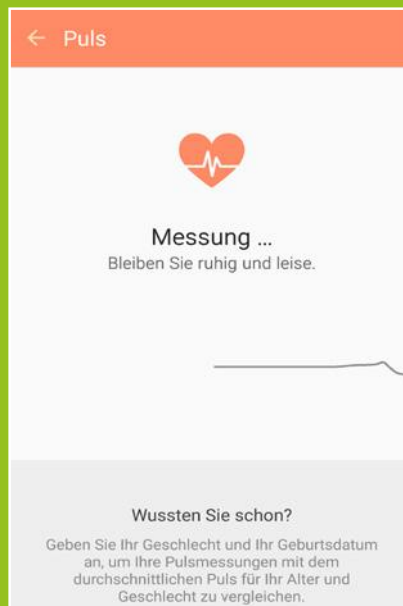 Puls
Messung ...
Bleiben Sie ruhig und leise.
Wussten Sie schon?
Geben Sie Ihr Geschlecht und Ihr Geburtsdatum
an, um Ihre Pulsmessungen mit dem
durchschnittlichen Puls für Ihr Alter und
Geschlecht zu vergleichen.